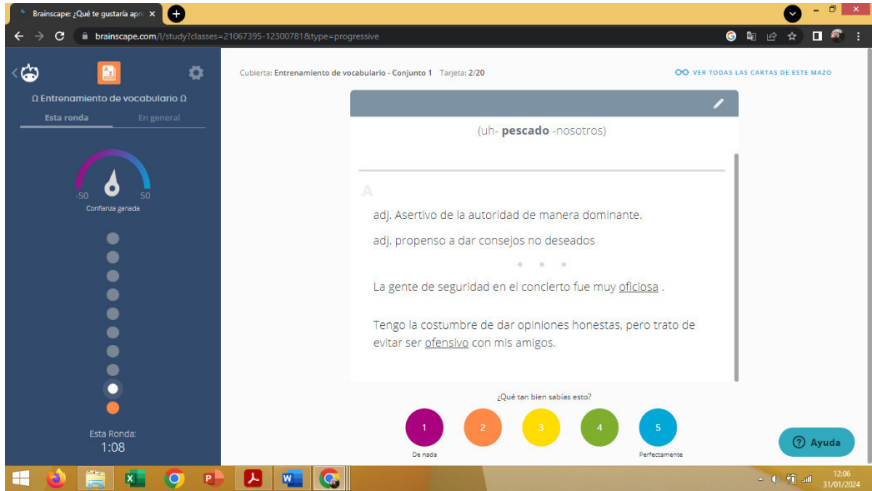 Brainscape: ¿Qué te gustaría apr
brainscape.com/l/study?classes=21067395-12300781&type=progressive
Ω Entrenamiento de vocabulario Ω
Esta ronda
En general
-50
50
Confianza ganada
Esta Ronda:
1:08
Cubierta: Entrenamiento de vocabulario - Conjunto 1 Tarjeta: 2/20
VER TODAS LAS CARTAS DE ESTE MAZO
(uh- pescado -nosotros)
A
adj. Asertivo de la autoridad de manera dominante.
adj. propenso a dar consejos no deseados
La gente de seguridad en el concierto fue muy oficiosa .
Tengo la costumbre de dar opiniones honestas, pero trato de
evitar ser ofensivo con mis amigos.
¿Qué tan bien sabías esto?
1
2
3
4
5
De nada
Perfectamente
Ayuda
12:06
31/01/2024